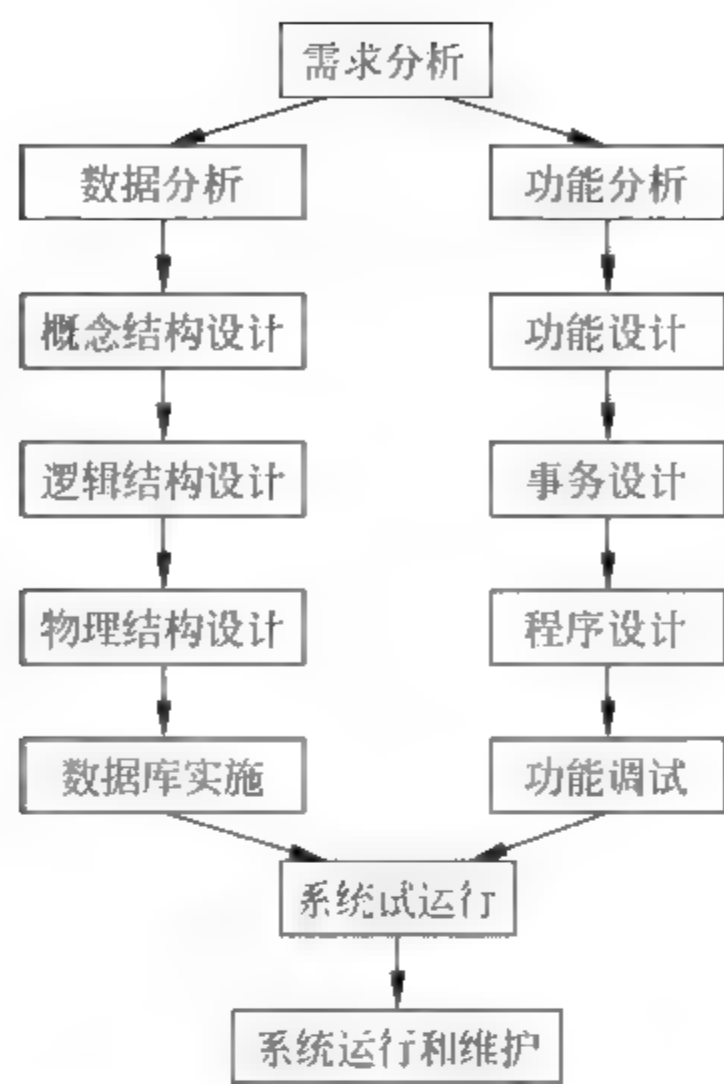 需求分析
数据分析
功能分析
概念结构设计
功能设计
逻辑结构设计
事务设计
物理结构设计
程序设计
数据库实施
功能调试
系统试运行
系统运行和维护